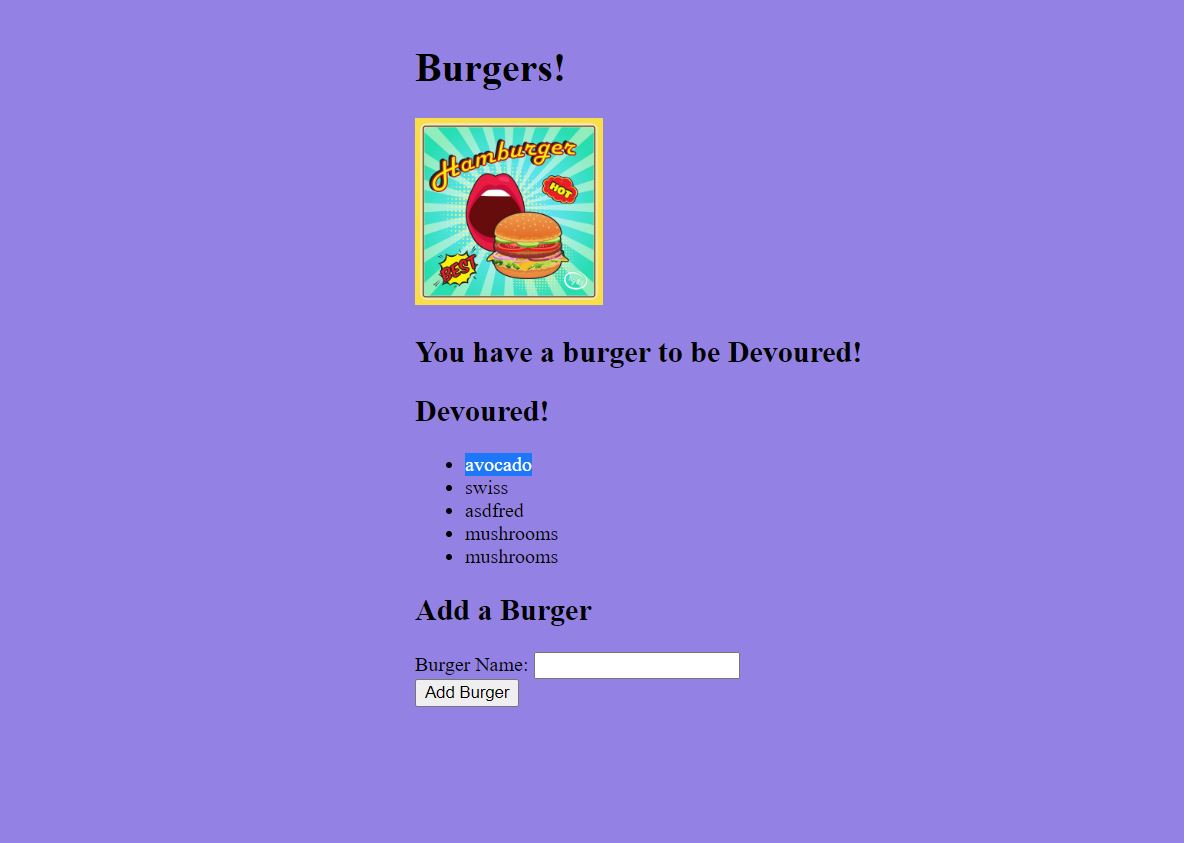 Burgers!
Hamburger
HOT
BEST
You have a burger to be Devoured!
Devoured!
avocado
swiss
asdfred
mushrooms
mushrooms
Add a Burger
Burger Name:
Add Burger